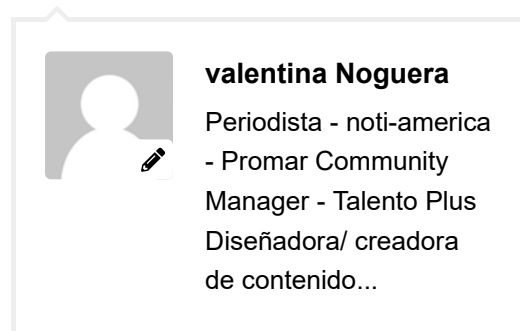 valentina Noguera
Periodista - noti-america
- Promar Community
Manager - Talento Plus
Diseñadora/ creadora
de contenido...